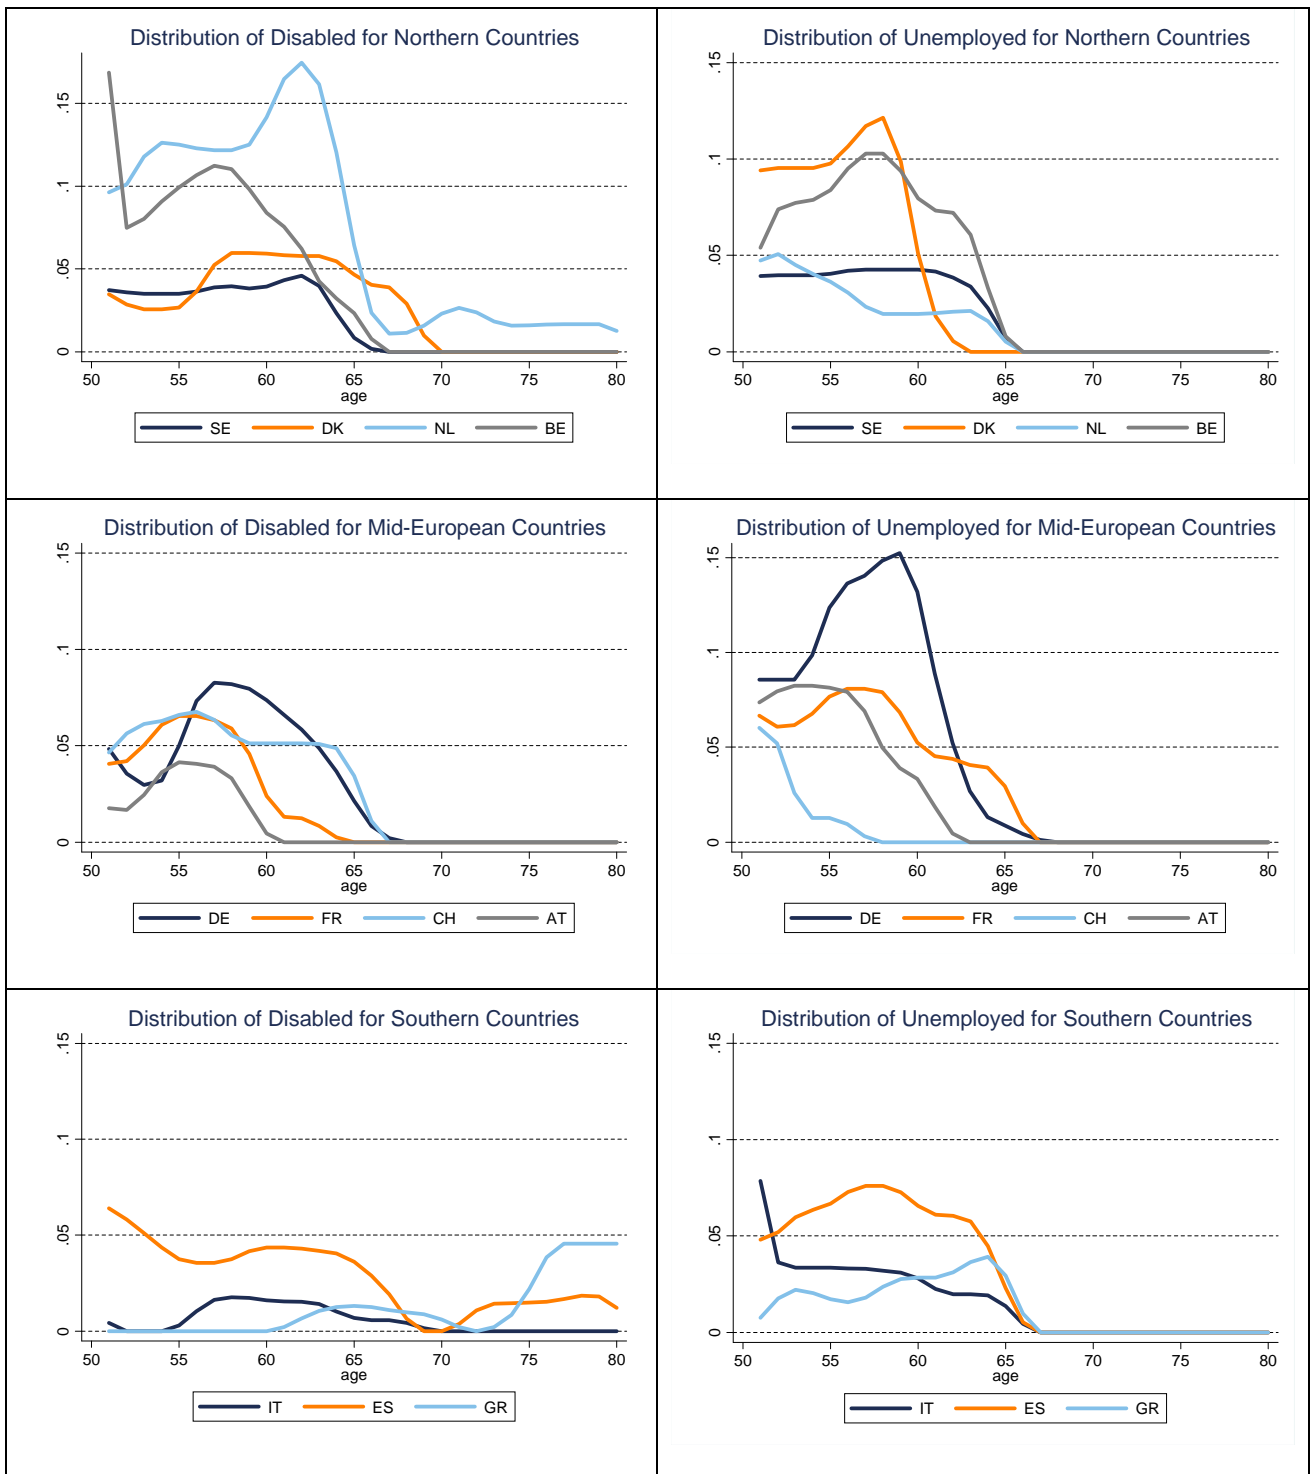 Distribution of Disabled for Northern Countries
.15
.1
.05
0
50 55 60 65 70 75 80
age
SE DK NL BE
Distribution of Unemployed for Northern Countries
.15
.1
.05
0
50 55 60 65 70 75 80
age
SE DK NL BE
Distribution of Disabled for Mid-European Countries
.15
.1
.05
0
50 55 60 65 70 75 80
age
DE FR CH AT
Distribution of Unemployed for Mid-European Countries
.15
.1
.05
0
50 55 60 65 70 75 80
age
DE FR CH AT
Distribution of Disabled for Southern Countries
.15
.1
.05
0
50 55 60 65 70 75 80
age
IT ES GR
Distribution of Unemployed for Southern Countries
.15
.1
.05
0
50 55 60 65 70 75 80
age
IT ES GR